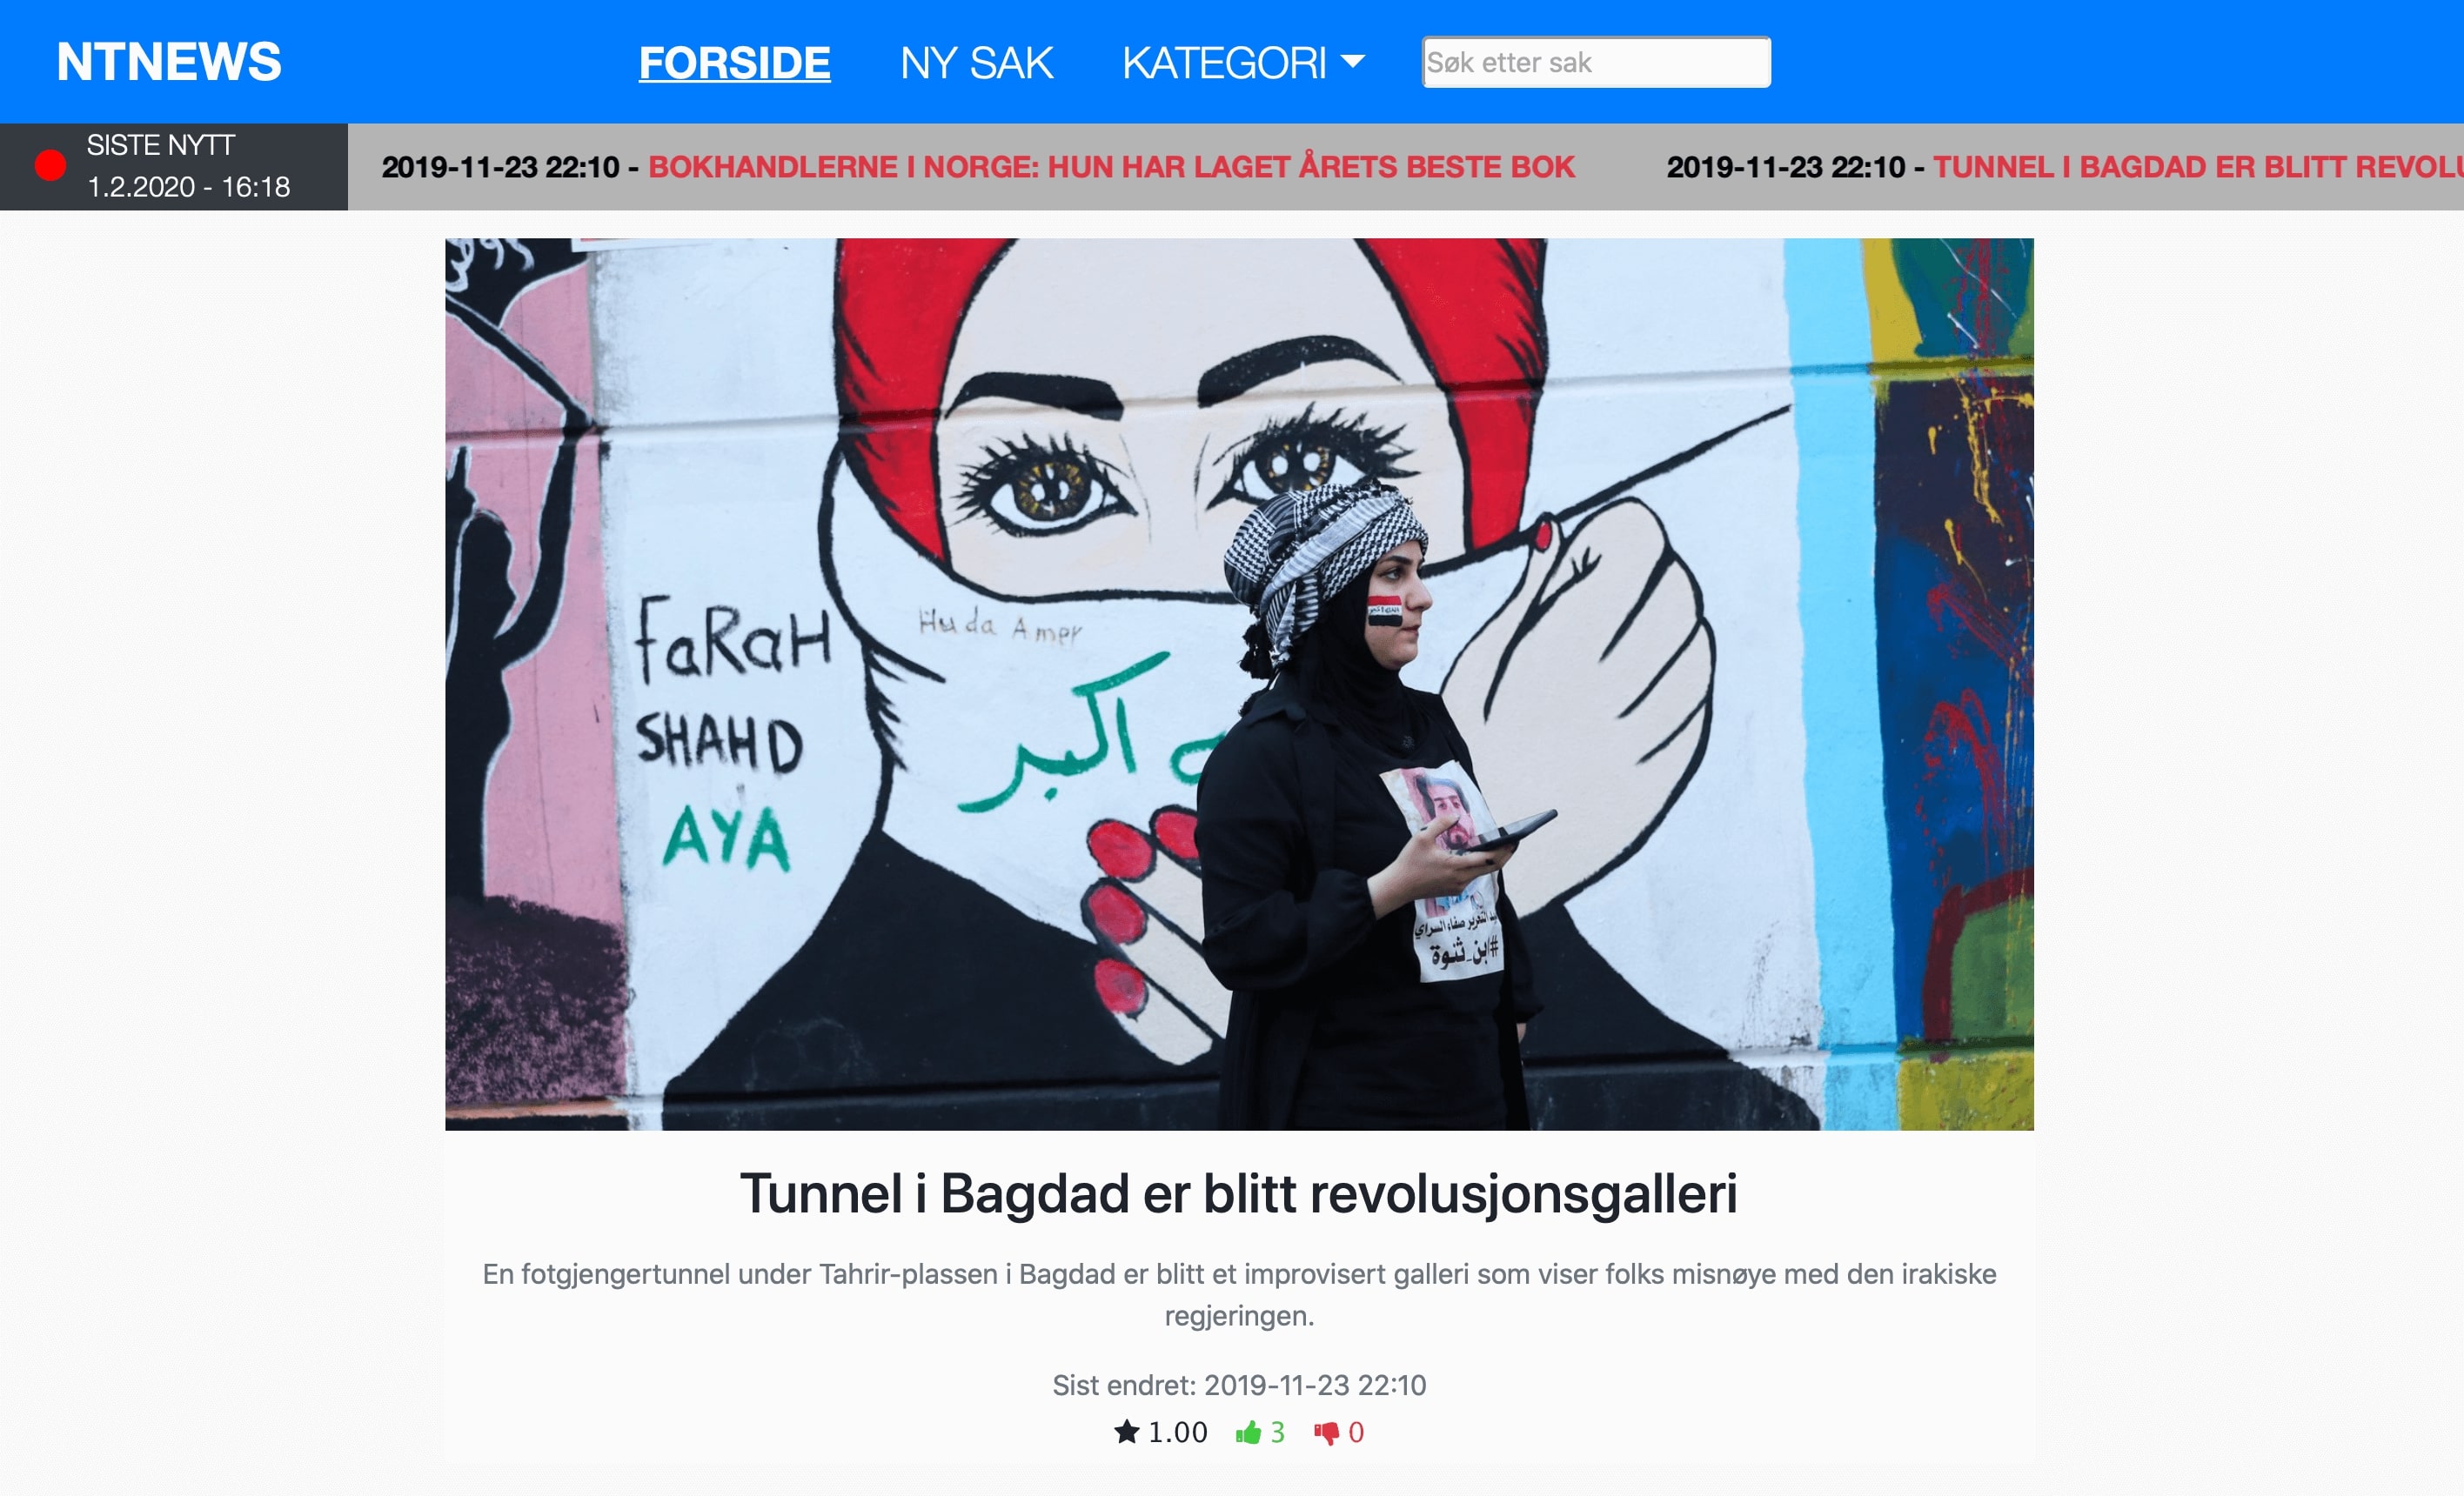 NTNEWS
FORSIDE
NY SAK
KATEGORI
Søk etter sak
SISTE NYTT
1.2.2020 - 16:18
2019-11-23 22:10 - BOKHANDLERNE I NORGE: HUN HAR LAGET ÅRETS BESTE BOK
2019-11-23 22:10 - TUNNEL I BAGDAD ER BLITT REVOLU
faRaH
SHAHD
AYA
Huda Amer
اكبر
التحرير صفاء السراي
#ابن_ثنوة
Tunnel i Bagdad er blitt revolusjonsgalleri
En fotgjengertunnel under Tahrir-plassen i Bagdad er blitt et improvisert galleri som viser folks misnøye med den irakiske
regjeringen.
Sist endret: 2019-11-23 22:10
1.00 3 0